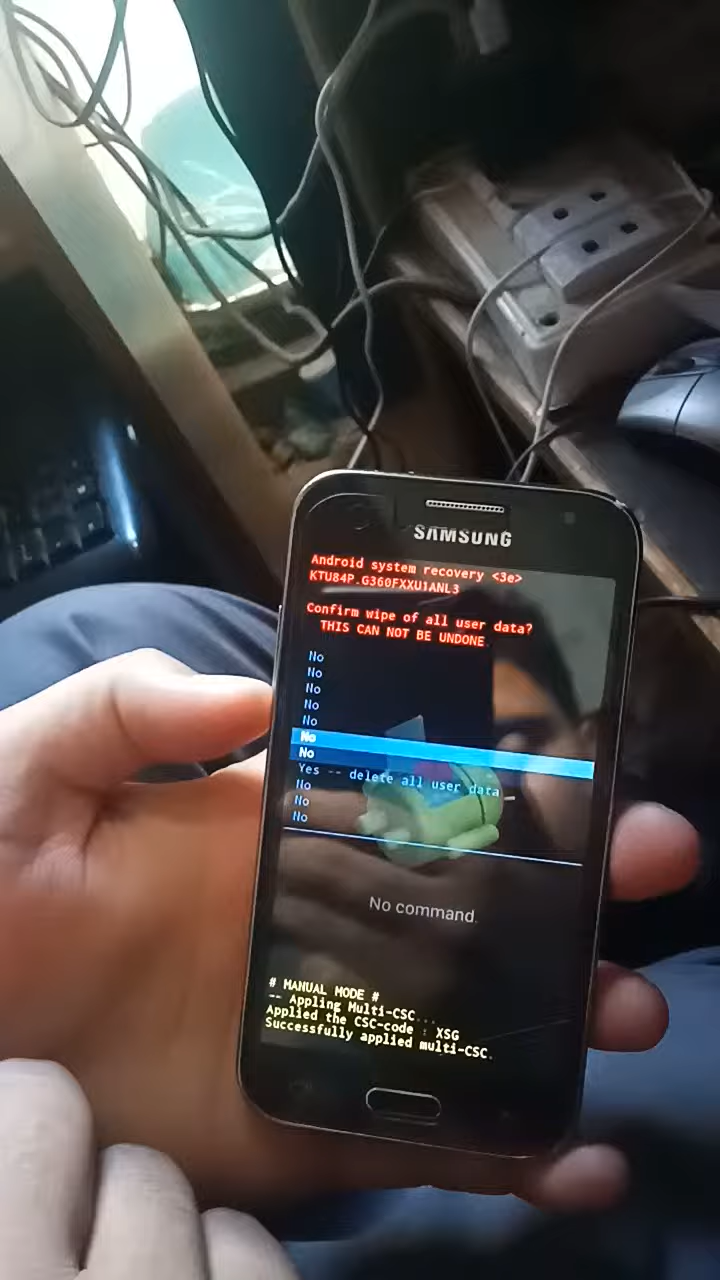 SAMSUNG
Android system recovery <3e>
KTU84P.G360FXXU1ANL3
Confirm wipe of all user data?
THIS CAN NOT BE UNDONE.
No
No
No
No
No
No
No
Yes -- delete all user data
No
No
No
No command.
# MANUAL MODE #
-- Appling Multi-CSC...
Applied the CSC-code : XSG
Successfully applied multi-CSC.